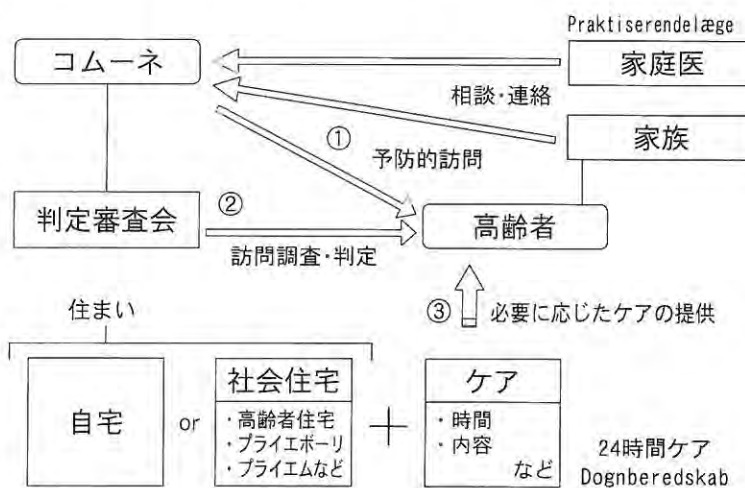 Praktiserendelæge
コムーネ
家庭医
相談・連絡
家族
①
予防的訪問
判定審査会
②
高齢者
訪問調査・判定
③ 必要に応じたケアの提供
住まい
自宅
or
社会住宅
・高齢者住宅
・プライエボーリ
・プライエムなど
＋
ケア
・時間
・内容
など
24時間ケア
Dognberedskab